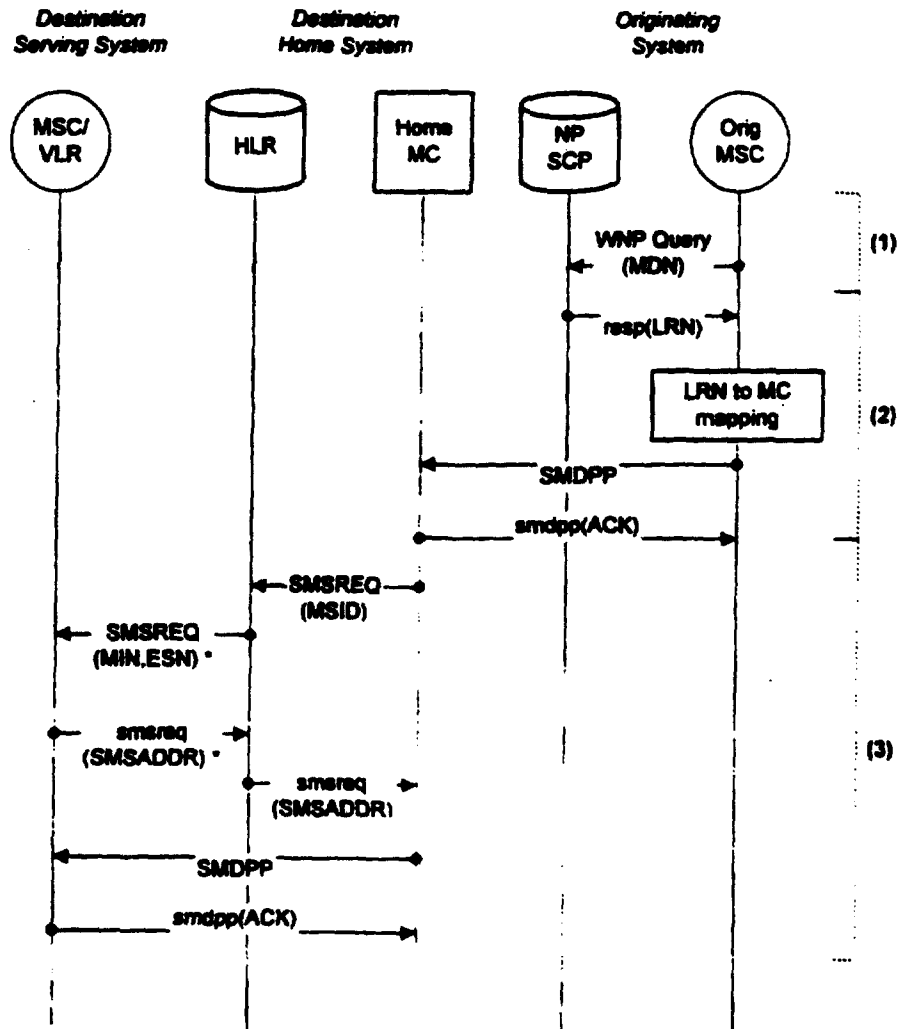 Destination
Serving System
Destination
Home System
Originating
System
MSC/
VLR
HLR
Home
MC
NP
SCP
Orig
MSC
WNP Query
(MDN)
(1)
resp(LRN)
LRN to MC
mapping
(2)
SMDPP
smdpp(ACK)
SMSREQ
(MSID)
SMSREQ
(MIN,ESN) *
smsreq
(SMSADDR) *
(3)
smsreq
(SMSADDR)
SMDPP
smdpp(ACK)